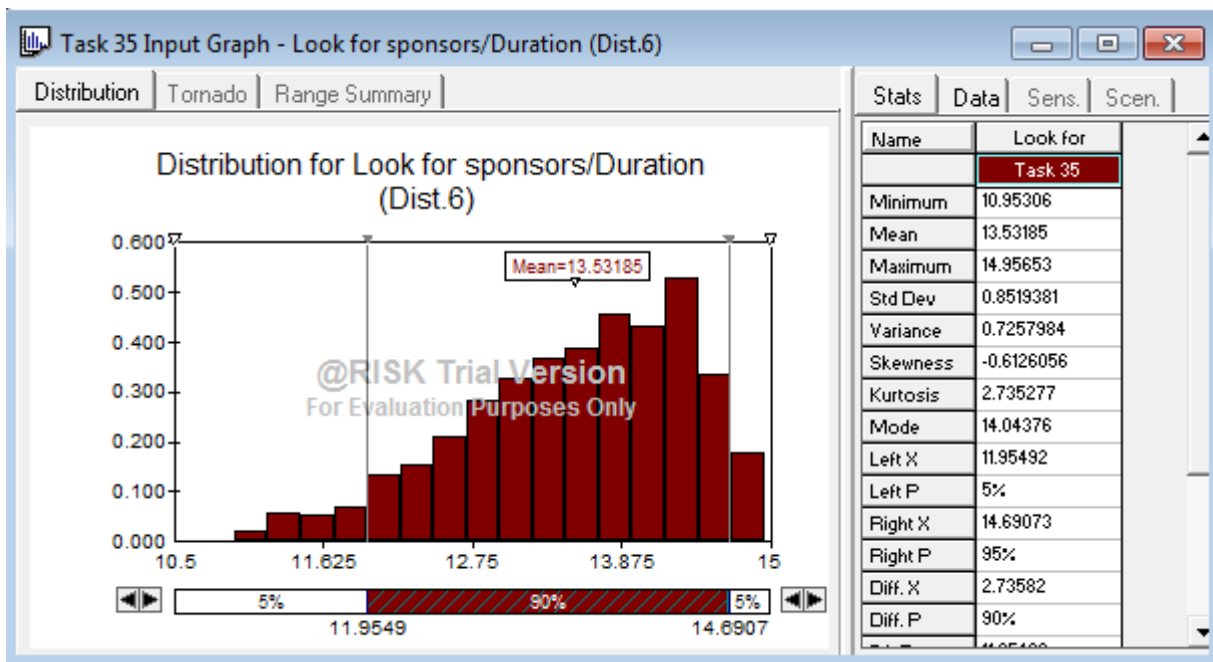 Task 35 Input Graph - Look for sponsors/Duration (Dist.6)
Distribution Tornado Range Summary
Distribution for Look for sponsors/Duration
(Dist.6)
0.600
Mean=13.53185
0.500
0.400
@RISK Trial Version
For Evaluation Purposes Only
0.300
0.200
0.100
0.000
10.5 11.625 12.75 13.875 15
5% 90% 5%
11.9549 14.6907
Stats Data Sens. Scen.
Name Look for
Task 35
Minimum 10.95306
Mean 13.53185
Maximum 14.95653
Std Dev 0.8519381
Variance 0.7257984
Skewness -0.6126056
Kurtosis 2.735277
Mode 14.04376
Left X 11.95492
Left P 5%
Right X 14.69073
Right P 95%
Diff. X 2.73582
Diff. P 90%